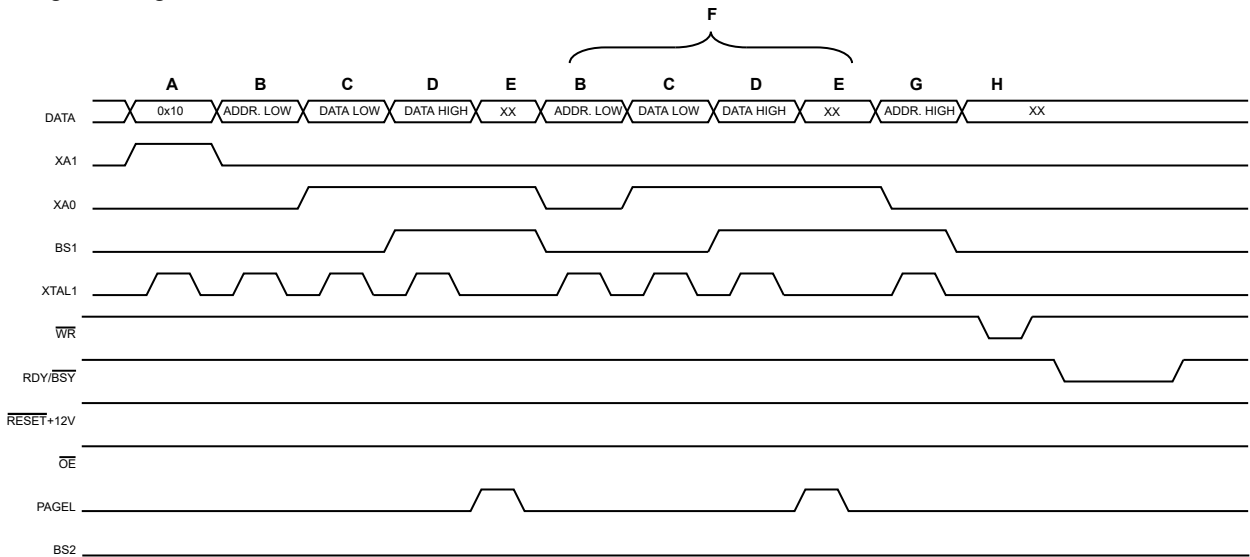 F
A B C D E B C D E G H
DATA 0x10 ADDR. LOW DATA LOW DATA HIGH XX ADDR. LOW DATA LOW DATA HIGH XX ADDR. HIGH XX
XA1
XA0
BS1
XTAL1
WR
RDY/BSY
RESET+12V
OE
PAGEL
BS2